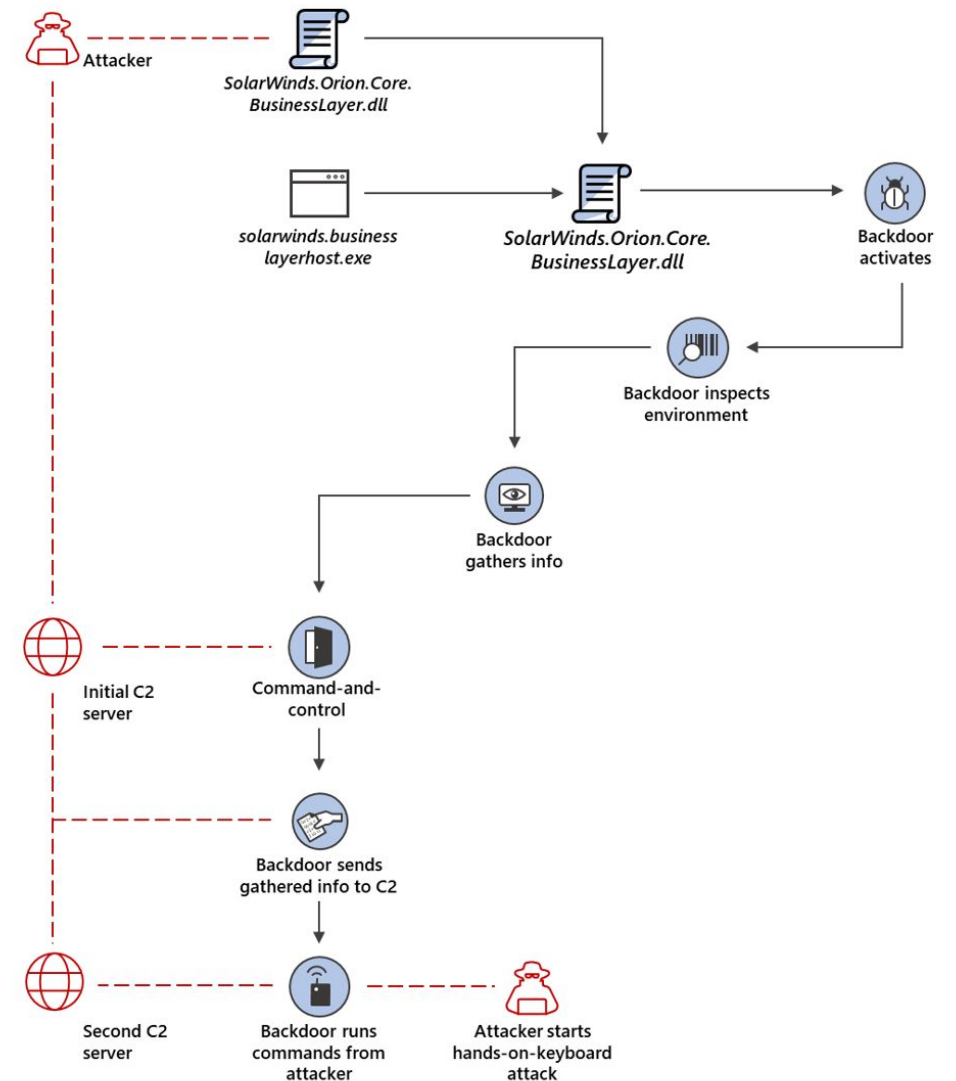 Attacker
SolarWinds.Orion.Core.
BusinessLayer.dll
solarwinds.business
layerhost.exe
SolarWinds.Orion.Core.
BusinessLayer.dll
Backdoor
activates
Backdoor inspects
environment
Backdoor
gathers info
Initial C2
server
Command-and-
control
Backdoor sends
gathered info to C2
Second C2
server
Backdoor runs
commands from
attacker
Attacker starts
hands-on-keyboard
attack